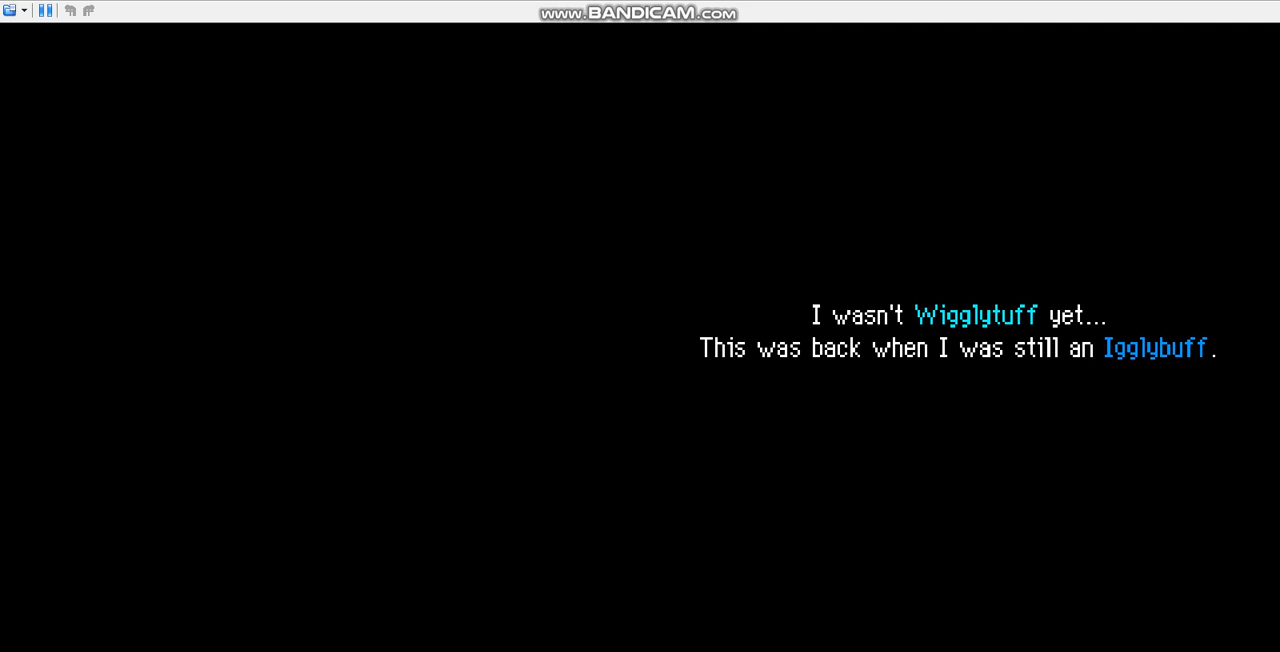 www.BANDICAM.com
I wasn't Wigglytuff yet...
This was back when I was still an Igglybuff.